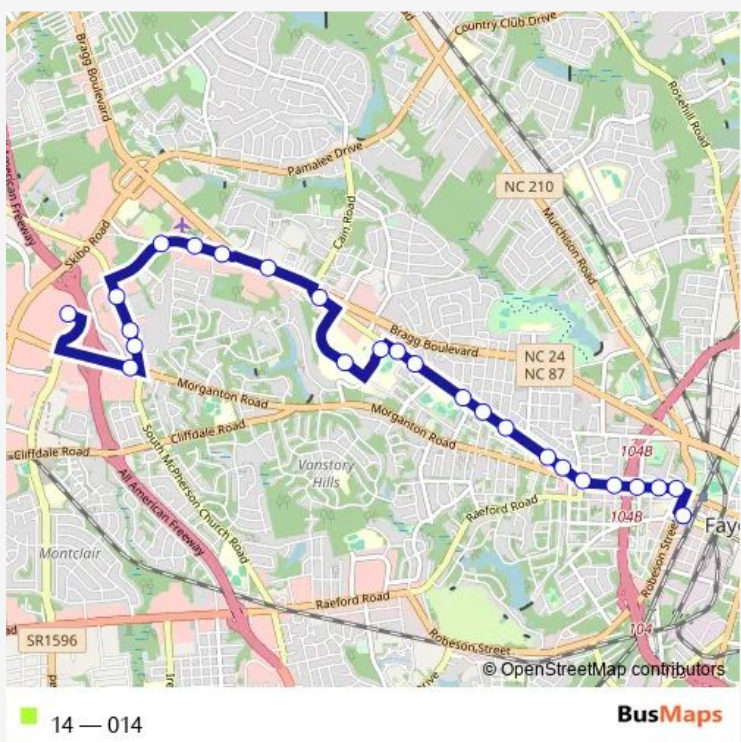 Country Club Drive
Bragg Boulevard
Rosehill Road
Pamalee Drive
NC 210
Cain Road
Murchison Road
All American Freeway
Skibo Road
Bragg Boulevard
NC 24
NC 87
Morganton Road
Morganton Road
Cliffdale Road
Cliffdale Road
South McPherson Church Road
Vanstory
Hills
104B
104B
Raeford Road
All American Freeway
Montclair
Robeson Street
Raeford Road
104
SR1596
Robeson Street
© OpenStreetMap contributors
14 — 014
BusMaps